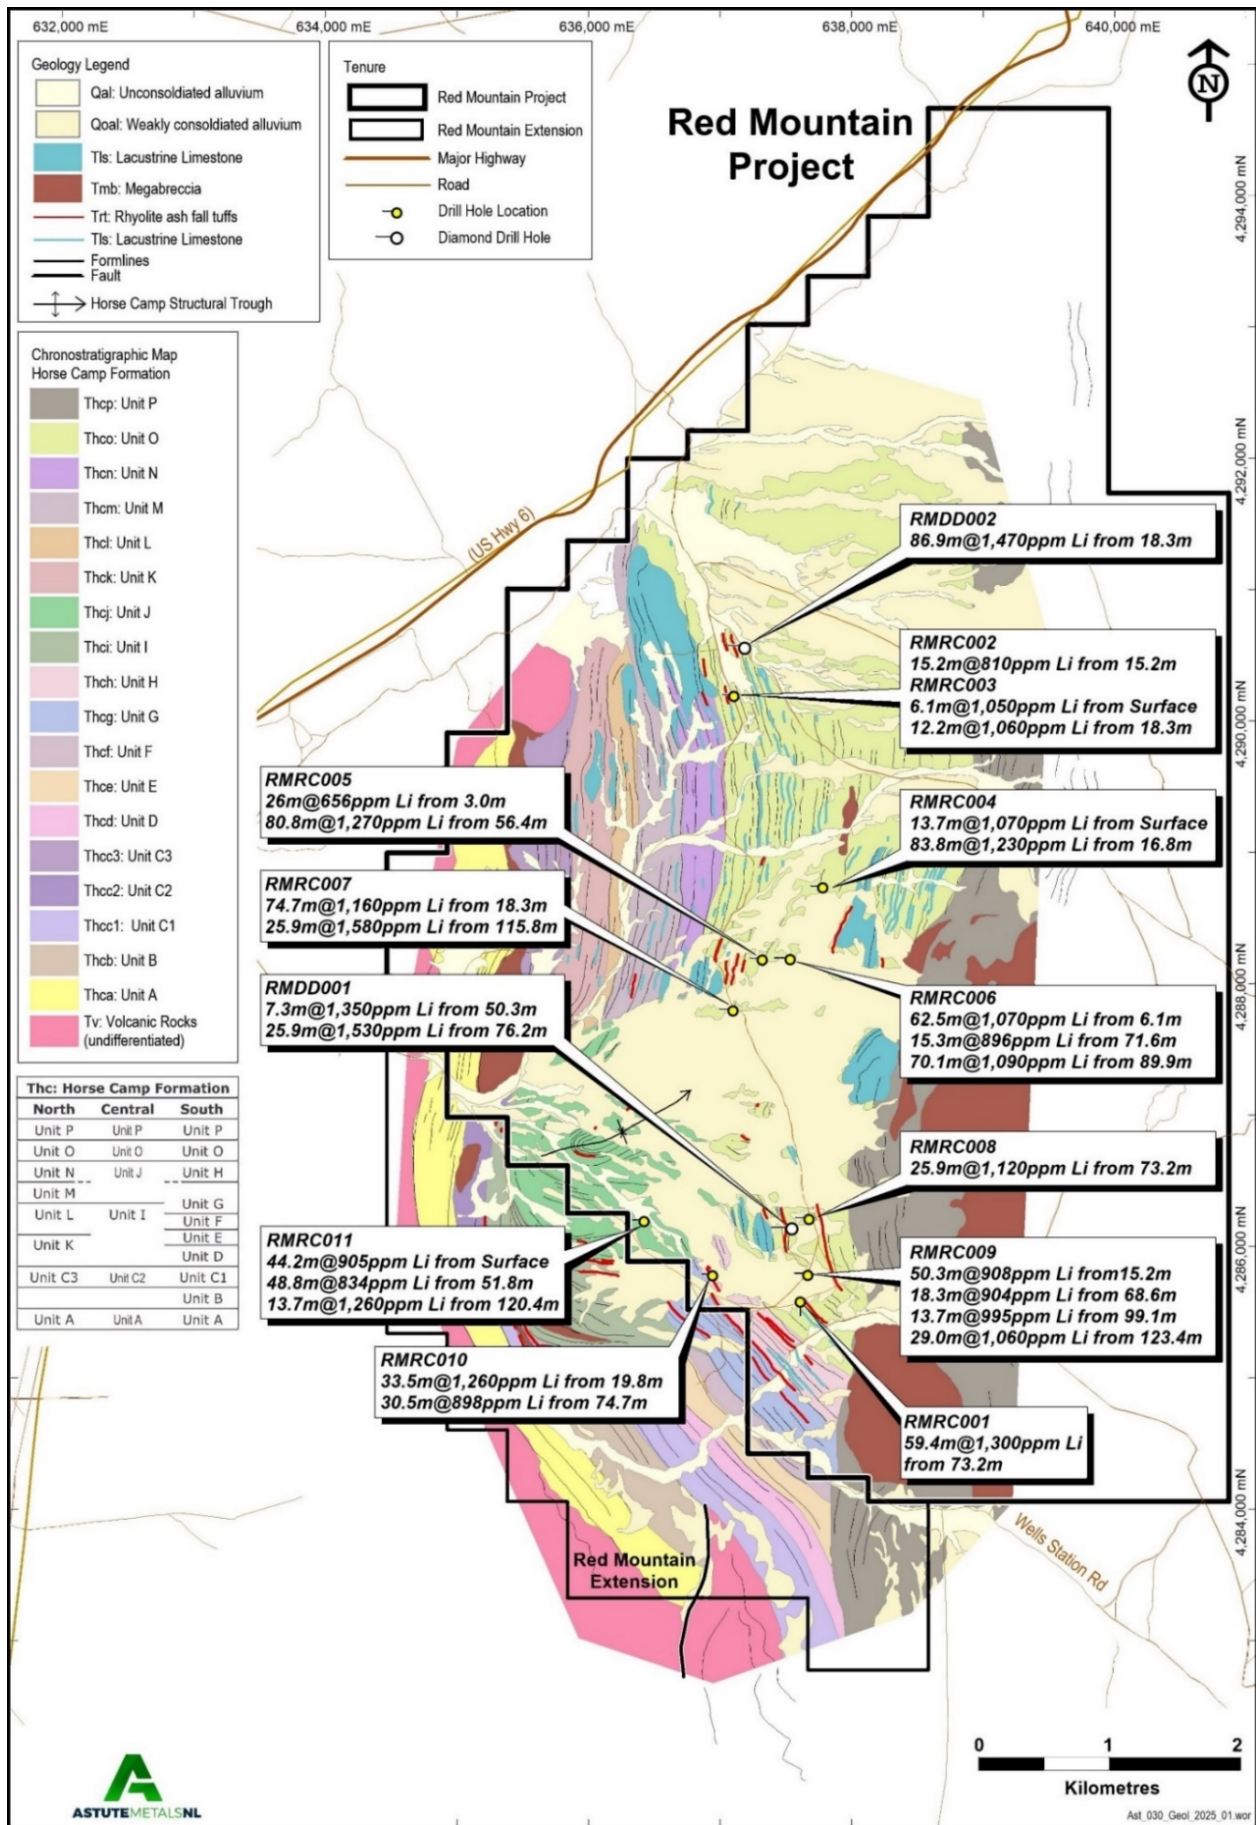 632,000 mE
634,000 mE
636,000 mE
638,000 mE
640,000 mE
Geology Legend
Qal: Unconsoldiated alluvium
Qoal: Weakly consoldiated alluvium
Tls: Lacustrine Limestone
Tmb: Megabreccia
Trt: Rhyolite ash fall tuffs
Tls: Lacustrine Limestone
Formlines
Fault
Horse Camp Structural Trough
Tenure
Red Mountain Project
Red Mountain Extension
Major Highway
Road
Drill Hole Location
Diamond Drill Hole
Red Mountain
Project
N
4,294,000 mN
4,292,000 mN
4,290,000 mN
4,288,000 mN
4,286,000 mN
4,284,000 mN
Chronostratigraphic Map
Horse Camp Formation
Thcp: Unit P
Thco: Unit O
Thcn: Unit N
Thcm: Unit M
Thcl: Unit L
Thck: Unit K
Thcj: Unit J
Thci: Unit I
Thch: Unit H
Thcg: Unit G
Thcf: Unit F
Thce: Unit E
Thcd: Unit D
Thcc3: Unit C3
Thcc2: Unit C2
Thcc1: Unit C1
Thcb: Unit B
Thca: Unit A
Tv: Volcanic Rocks
(undifferentiated)
Thc: Horse Camp Formation
North Central South
Unit P Unit P Unit P
Unit O Unit O Unit O
Unit N Unit J Unit H
Unit M
Unit G
Unit L Unit I
Unit F
Unit E
Unit K
Unit D
Unit C3 Unit C2 Unit C1
Unit B
Unit A Unit A Unit A
(US Hwy 6)
RMDD002
86.9m@1,470ppm Li from 18.3m
RMRC002
15.2m@810ppm Li from 15.2m
RMRC003
6.1m@1,050ppm Li from Surface
12.2m@1,060ppm Li from 18.3m
RMRC005
26m@656ppm Li from 3.0m
80.8m@1,270ppm Li from 56.4m
RMRC004
13.7m@1,070ppm Li from Surface
83.8m@1,230ppm Li from 16.8m
RMRC007
74.7m@1,160ppm Li from 18.3m
25.9m@1,580ppm Li from 115.8m
RMDD001
7.3m@1,350ppm Li from 50.3m
25.9m@1,530ppm Li from 76.2m
RMRC006
62.5m@1,070ppm Li from 6.1m
15.3m@896ppm Li from 71.6m
70.1m@1,090ppm Li from 89.9m
RMRC008
25.9m@1,120ppm Li from 73.2m
RMRC011
44.2m@905ppm Li from Surface
48.8m@834ppm Li from 51.8m
13.7m@1,260ppm Li from 120.4m
RMRC009
50.3m@908ppm Li from15.2m
18.3m@904ppm Li from 68.6m
13.7m@995ppm Li from 99.1m
29.0m@1,060ppm Li from 123.4m
RMRC010
33.5m@1,260ppm Li from 19.8m
30.5m@898ppm Li from 74.7m
RMRC001
59.4m@1,300ppm Li
from 73.2m
Wells Station Rd
Red Mountain
Extension
0 1 2
Kilometres
ASTUTEMETALSNL
Ast_030_Geol_2025_01.wor